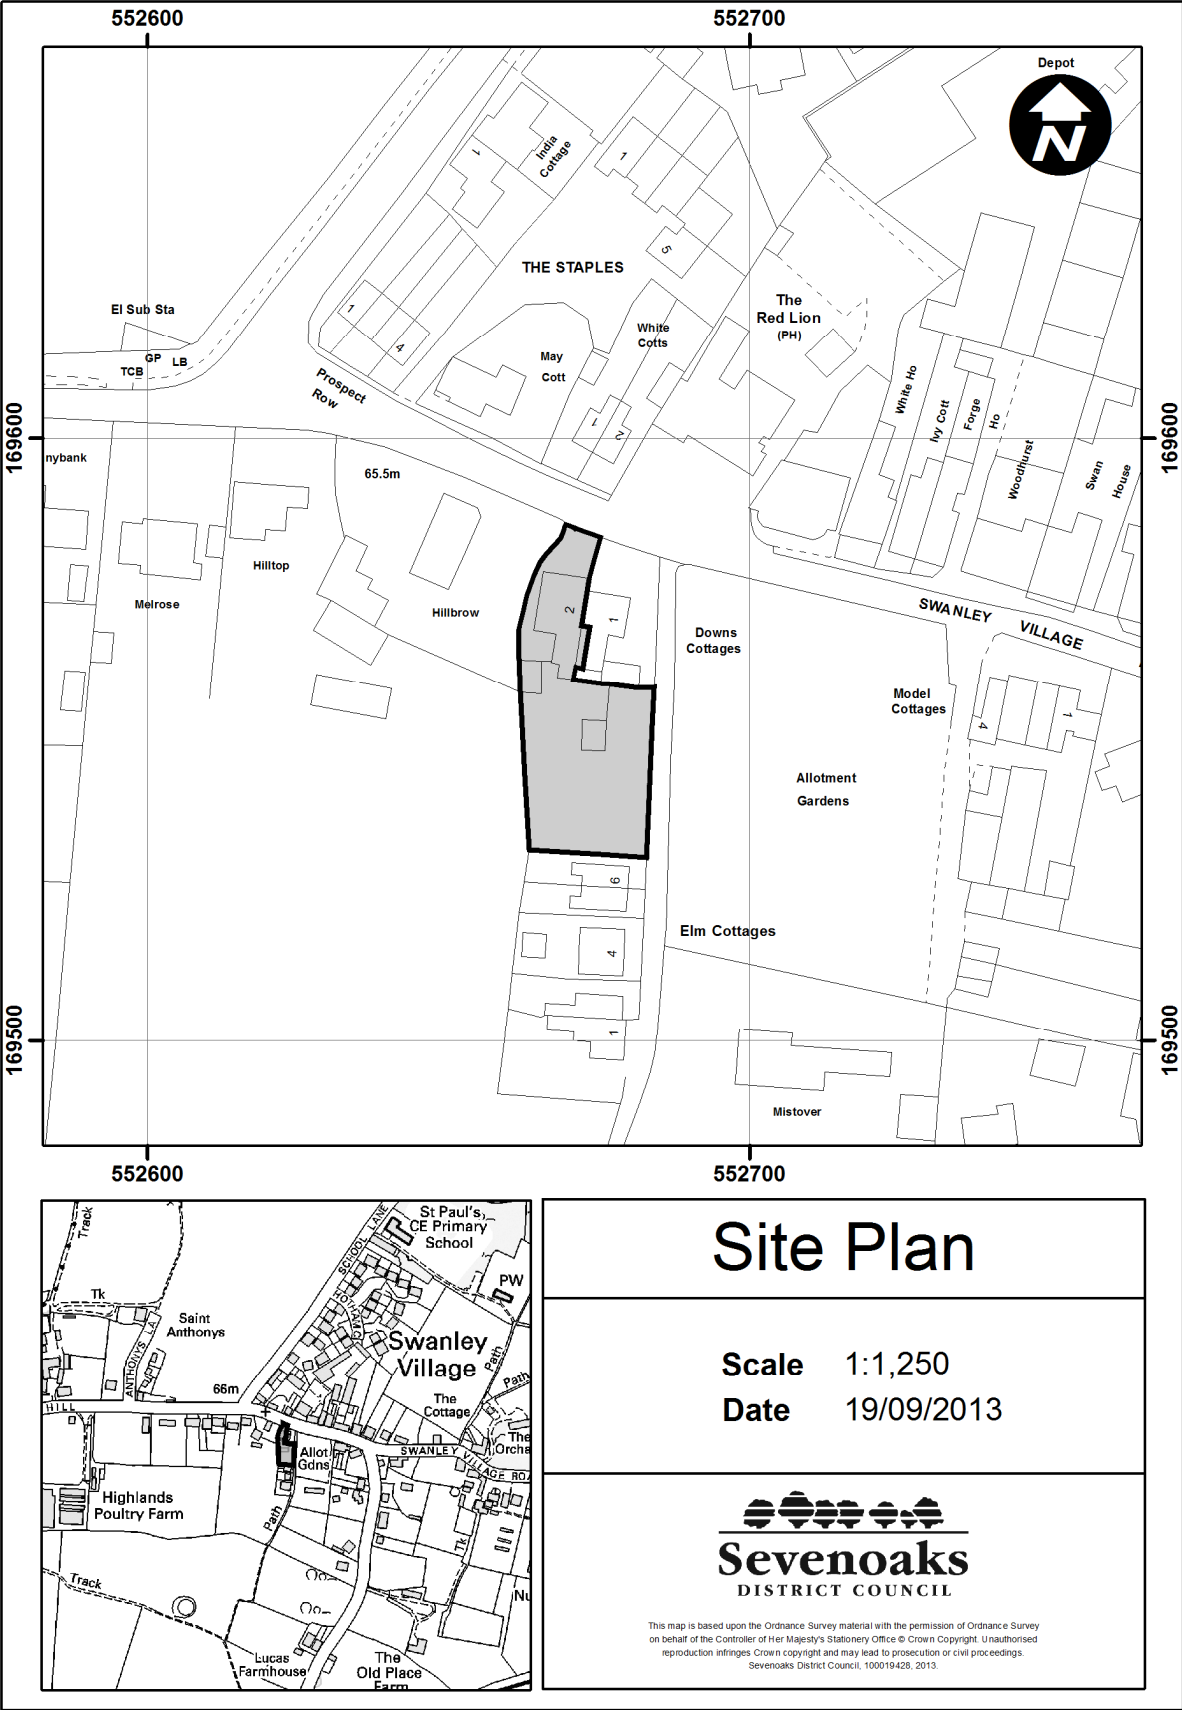 552600
552700
Depot
N
1
India
Cottage
1
5
THE STAPLES
El Sub Sta
1
The
Red Lion
(PH)
White
Cotts
GP
LB
TCB
4
May
Cott
Prospect
Row
White Ho
Ivy Cott
Forge
Ho
1
2
169600
169600
nybank
65.5m
Woodhurst
Swan
House
Hilltop
Melrose
Hillbrow
2
1
SWANLEY
VILLAGE
Downs
Cottages
Model
Cottages
4
1
Allotment
Gardens
6
Elm Cottages
4
1
169500
169500
Mistover
552600
552700
Track
SCHOOL LANE
St Paul's
CE Primary
School
PW
Tk
Saint
Anthonys
ANTHONYS LA
Swanley
Village
Path
66m
The
Cottage
Path
HILL
The
Orcha
Allot
Gdns
SWANLEY VILLAGE ROA
Highlands
Poultry Farm
Path
Tk
Track
Nu
Lucas
Farmhouse
The
Old Place
Farm
Site Plan
Scale 1:1,250
Date 19/09/2013
Sevenoaks
DISTRICT COUNCIL
This map is based upon the Ordnance Survey material with the permission of Ordnance Survey
on behalf of the Controller of Her Majesty's Stationery Office © Crown Copyright. Unauthorised
reproduction infringes Crown copyright and may lead to prosecution or civil proceedings.
Sevenoaks District Council, 100019428, 2013.